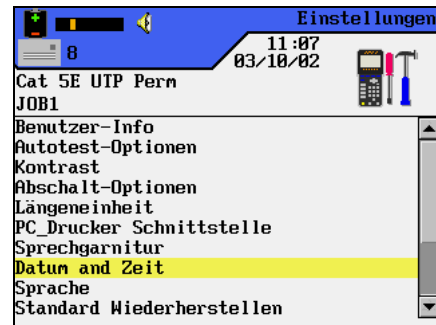 Einstellungen
8
11:07
03/10/02
Cat 5E UTP Perm
JOB1
Benutzer-Info
Autotest-Optionen
Kontrast
Abschalt-Optionen
Längeneinheit
PC_Drucker Schnittstelle
Sprechgarnitur
Datum and Zeit
Sprache
Standard Wiederherstellen